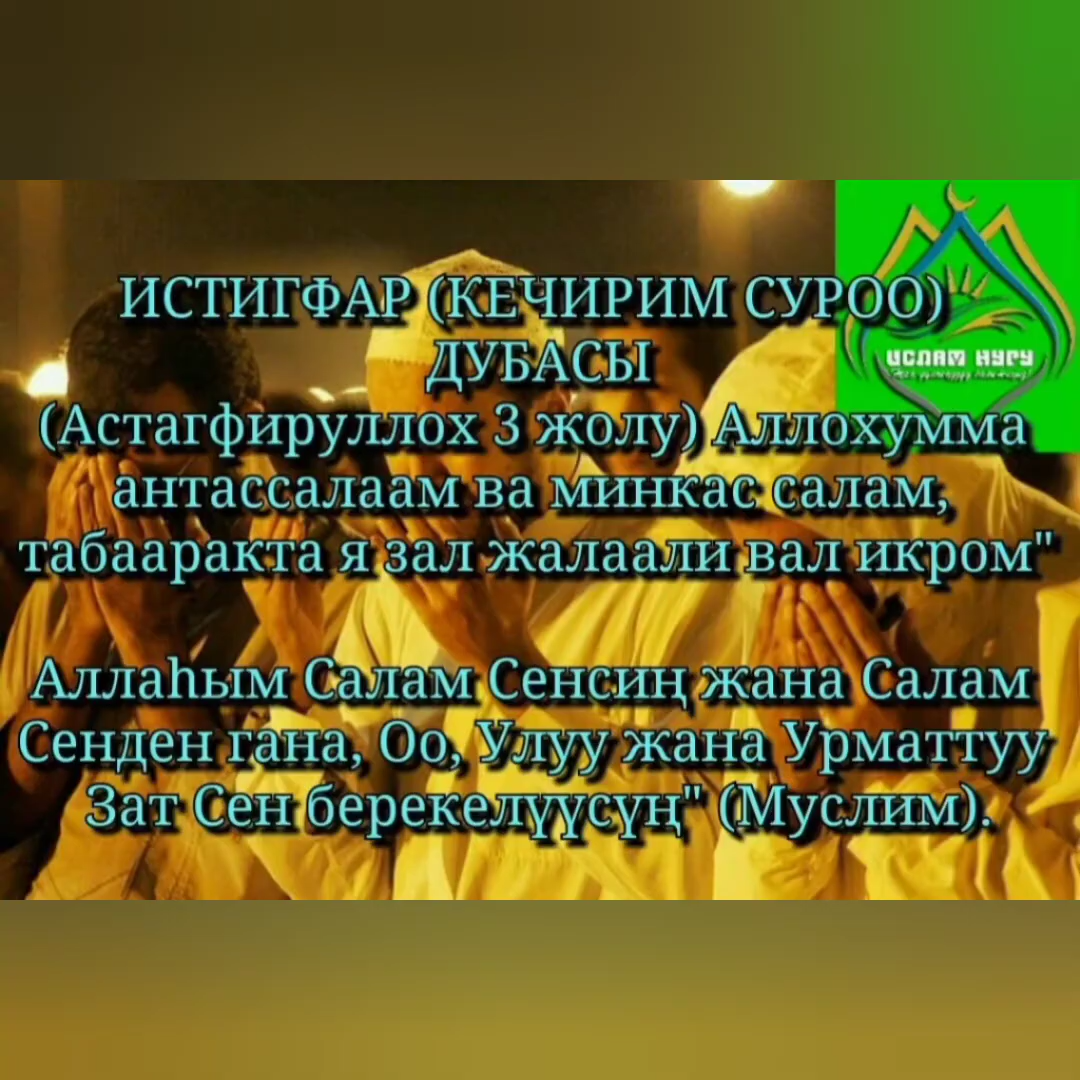 ИСТИГФАР (КЕЧИРИМ СУРОО)
ДУБАСЫ
(Астагфируллох 3 жолу) Аллохумма
антассалаам ва минкас салам,
табааракта я зал жалаали вал икром"
Аллаһым Салам Сенсиң жана Салам
Сенден гана, Оо, Улуу жана Урматтуу
Зат Сен берекелүүсүң" (Муслим).
ИСЛАМ НУРУ